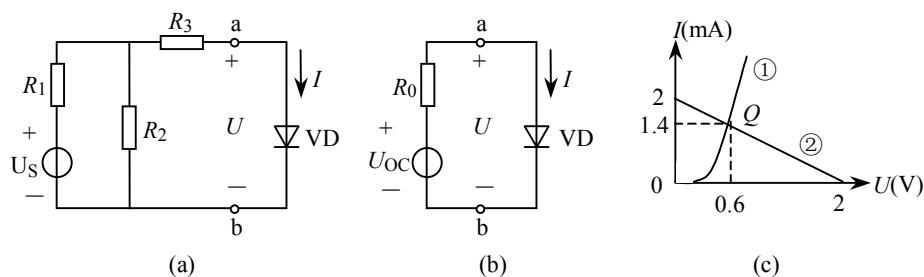 R3 a
+
I
R1
R2
U
VD
+
US
—
—
b
(a)
a
+
I
R0
U
VD
+
UOC
—
—
b
(b)
I(mA)
①
2
Q
1.4
②
0
U(V)
0.6
2
(c)